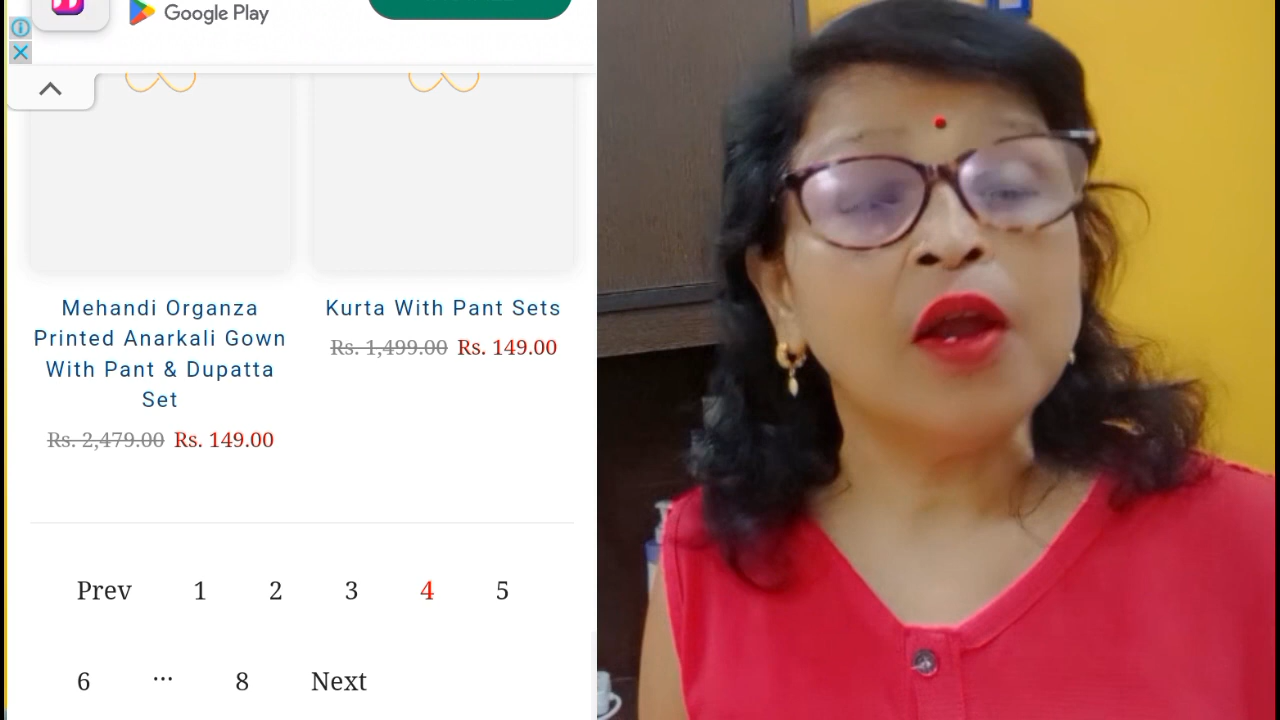 Google Play
Mehandi Organza
Printed Anarkali Gown
With Pant & Dupatta
Set
Rs. 2,479.00 Rs. 149.00
Kurta With Pant Sets
Rs. 1,499.00 Rs. 149.00
Prev 1 2 3 4 5
6 ... 8 Next